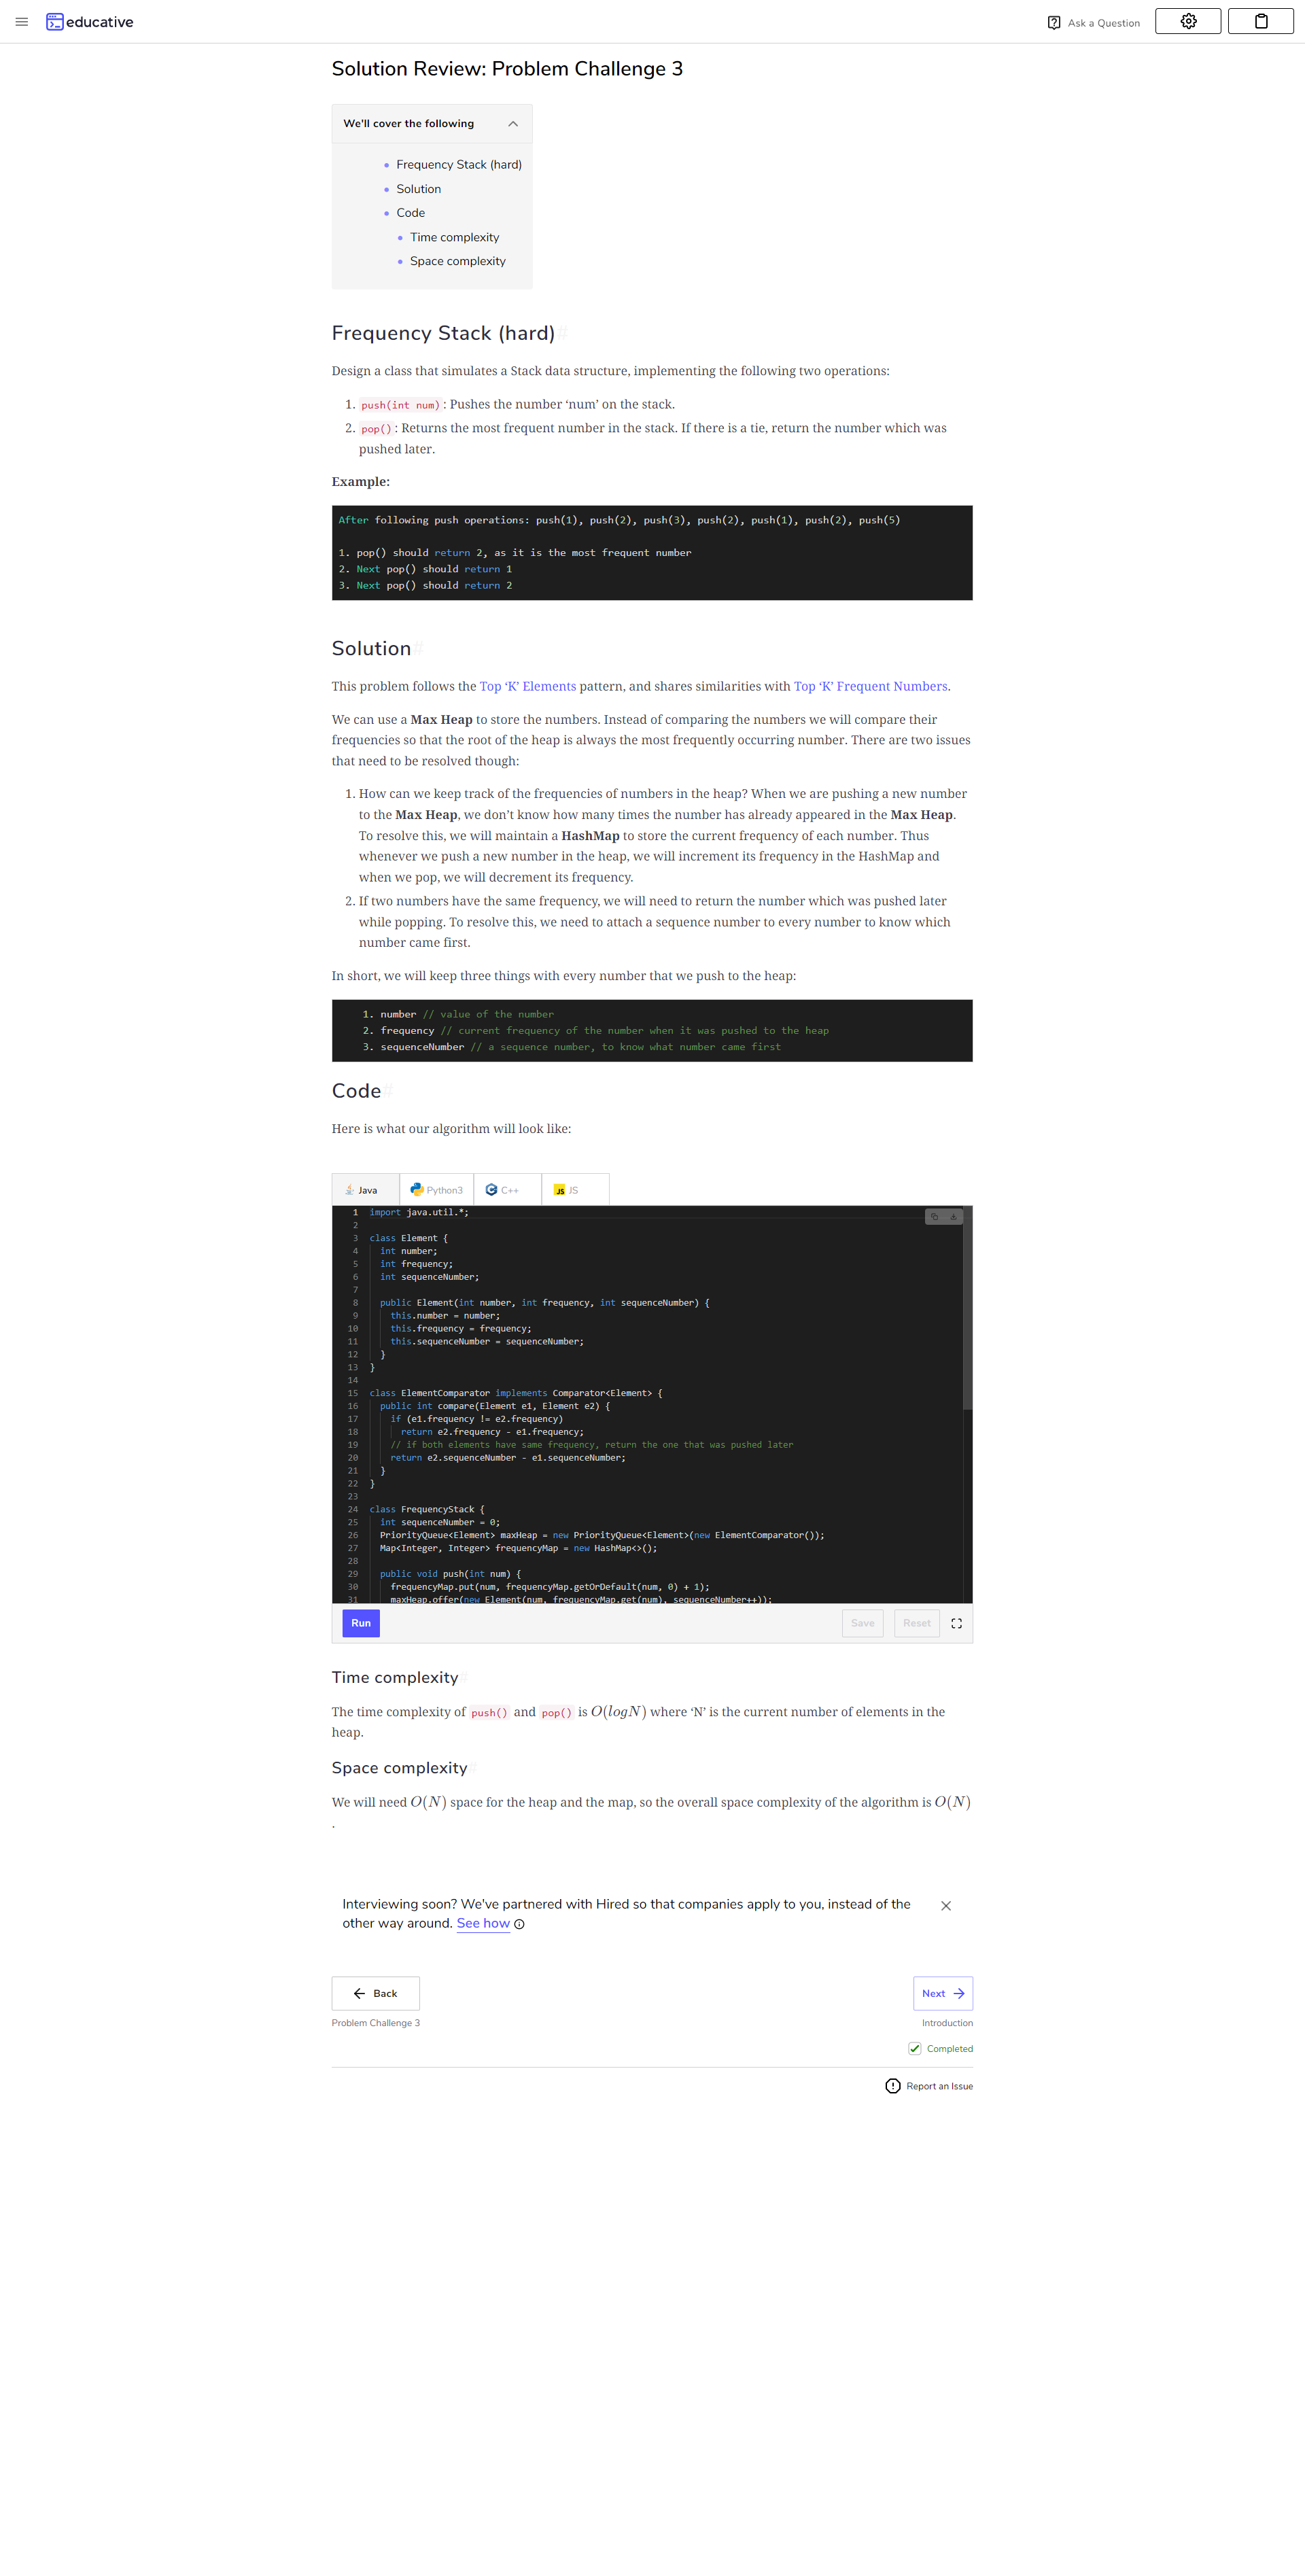 educative
Ask a Question
Solution Review: Problem Challenge 3
We'll cover the following
Frequency Stack (hard)
Solution
Code
Time complexity
Space complexity
Frequency Stack (hard)#
Design a class that simulates a Stack data structure, implementing the following two operations:
1. push(int num): Pushes the number ‘num’ on the stack.
2. pop(): Returns the most frequent number in the stack. If there is a tie, return the number which was
pushed later.
Example:
After following push operations: push(1), push(2), push(3), push(2), push(1), push(2), push(5)
1. pop() should return 2, as it is the most frequent number
2. Next pop() should return 1
3. Next pop() should return 2
Solution#
This problem follows the Top ‘K’ Elements pattern, and shares similarities with Top ‘K’ Frequent Numbers.
We can use a Max Heap to store the numbers. Instead of comparing the numbers we will compare their
frequencies so that the root of the heap is always the most frequently occurring number. There are two issues
that need to be resolved though:
1. How can we keep track of the frequencies of numbers in the heap? When we are pushing a new number
to the Max Heap, we don’t know how many times the number has already appeared in the Max Heap.
To resolve this, we will maintain a HashMap to store the current frequency of each number. Thus
whenever we push a new number in the heap, we will increment its frequency in the HashMap and
when we pop, we will decrement its frequency.
2. If two numbers have the same frequency, we will need to return the number which was pushed later
while popping. To resolve this, we need to attach a sequence number to every number to know which
number came first.
In short, we will keep three things with every number that we push to the heap:
1. number // value of the number
2. frequency // current frequency of the number when it was pushed to the heap
3. sequenceNumber // a sequence number, to know what number came first
Code#
Here is what our algorithm will look like:
Java Python3 C++ JS
1 import java.util.*;
2
3 class Element {
4 int number;
5 int frequency;
6 int sequenceNumber;
7
8 public Element(int number, int frequency, int sequenceNumber) {
9 this.number = number;
10 this.frequency = frequency;
11 this.sequenceNumber = sequenceNumber;
12 }
13 }
14
15 class ElementComparator implements Comparator<Element> {
16 public int compare(Element e1, Element e2) {
17 if (e1.frequency != e2.frequency)
18 return e2.frequency - e1.frequency;
19 // if both elements have same frequency, return the one that was pushed later
20 return e2.sequenceNumber - e1.sequenceNumber;
21 }
22 }
23
24 class FrequencyStack {
25 int sequenceNumber = 0;
26 PriorityQueue<Element> maxHeap = new PriorityQueue<Element>(new ElementComparator());
27 Map<Integer, Integer> frequencyMap = new HashMap<>();
28
29 public void push(int num) {
30 frequencyMap.put(num, frequencyMap.getOrDefault(num, 0) + 1);
31 maxHeap.offer(new Element(num, frequencyMap.get(num), sequenceNumber++));
Run
Save
Reset
Time complexity#
The time complexity of push() and pop() is O(logN) where ‘N’ is the current number of elements in the
heap.
Space complexity#
We will need O(N) space for the heap and the map, so the overall space complexity of the algorithm is O(N)
.
Interviewing soon? We've partnered with Hired so that companies apply to you, instead of the
other way around. See how
Back
Next
Problem Challenge 3
Introduction
Completed
Report an Issue